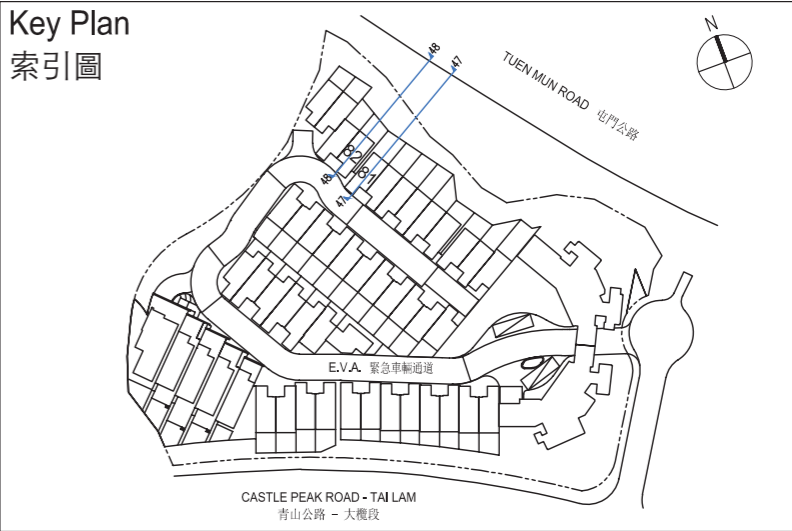 Key Plan
索引圖
N
TUEN MUN ROAD 屯門公路
48
47
82
81
48
47
E.V.A. 緊急車輛通道
CASTLE PEAK ROAD - TAI LAM
青山公路 - 大欖段